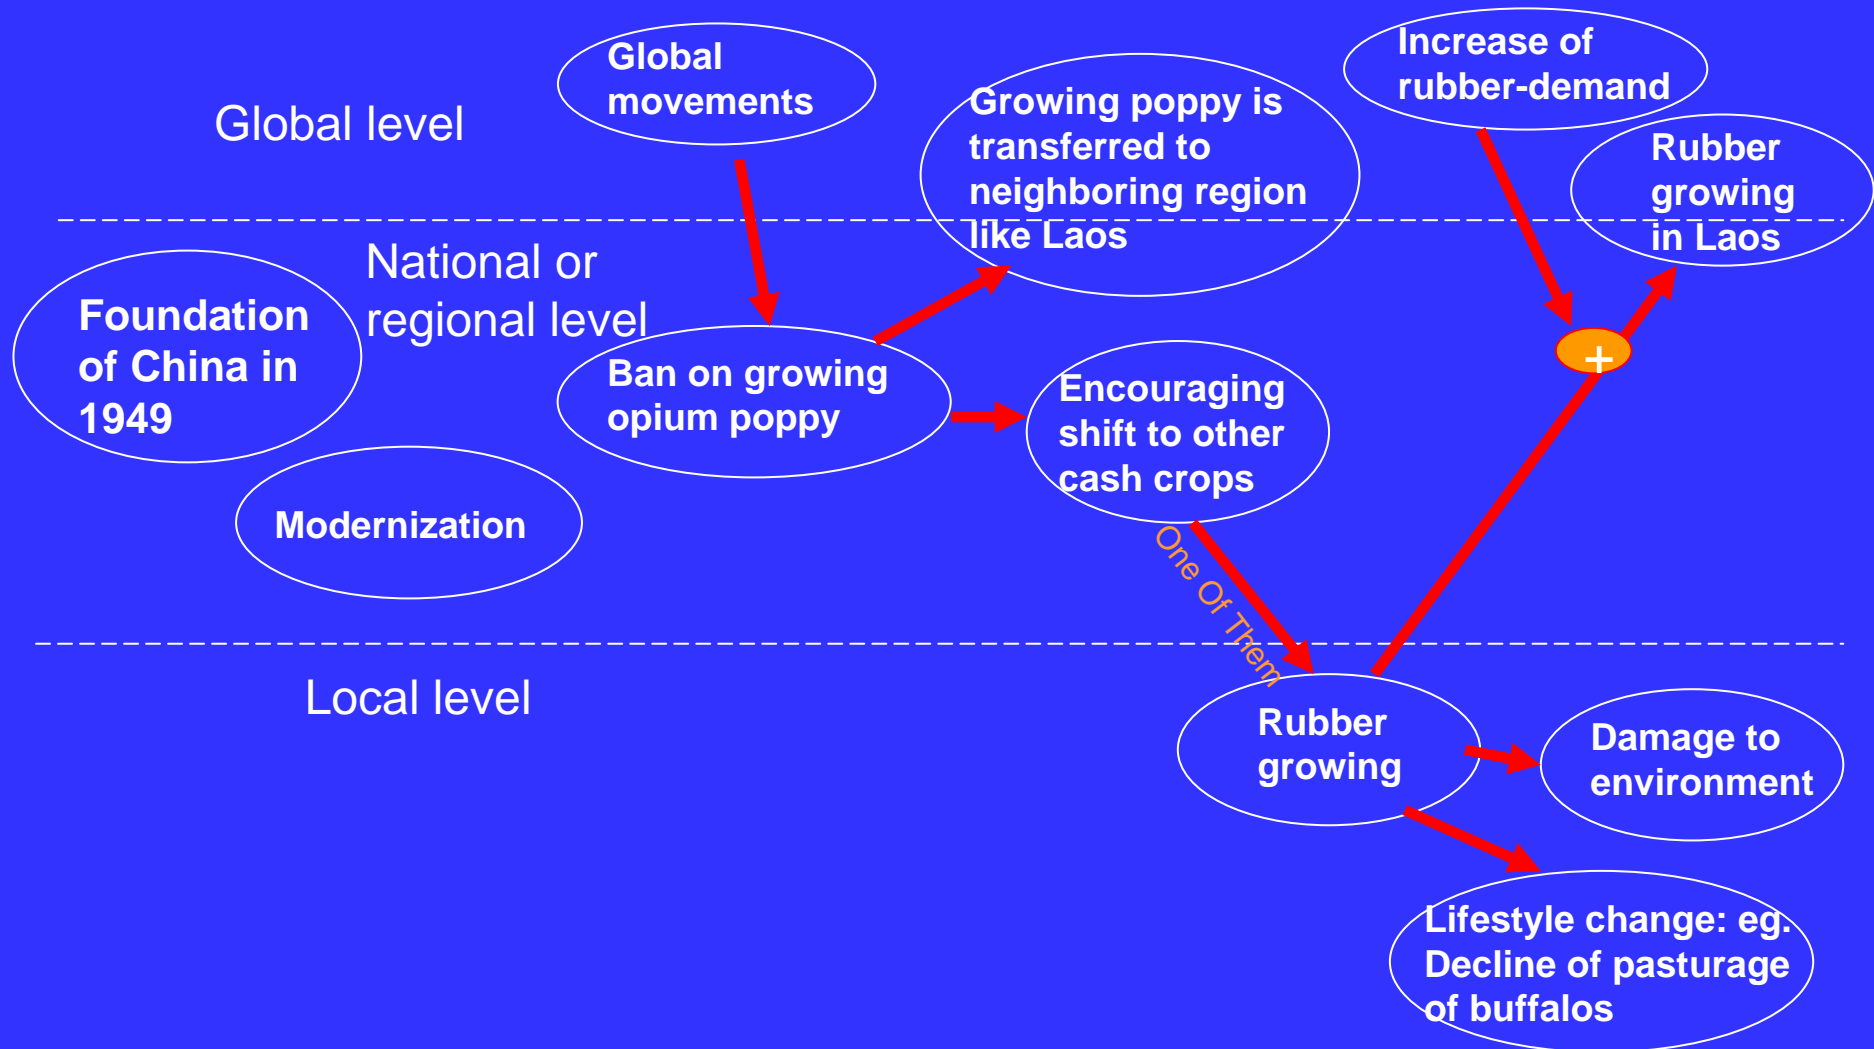 Global level
Global
movements
Growing poppy is
transferred to
neighboring region
like Laos
Increase of
rubber-demand
Rubber
growing
in Laos
National or
regional level
Foundation
of China in
1949
Modernization
Ban on growing
opium poppy
Encouraging
shift to other
cash crops
+
One Of Them
Local level
Rubber
growing
Damage to
environment
Lifestyle change: eg.
Decline of pasturage
of buffalos